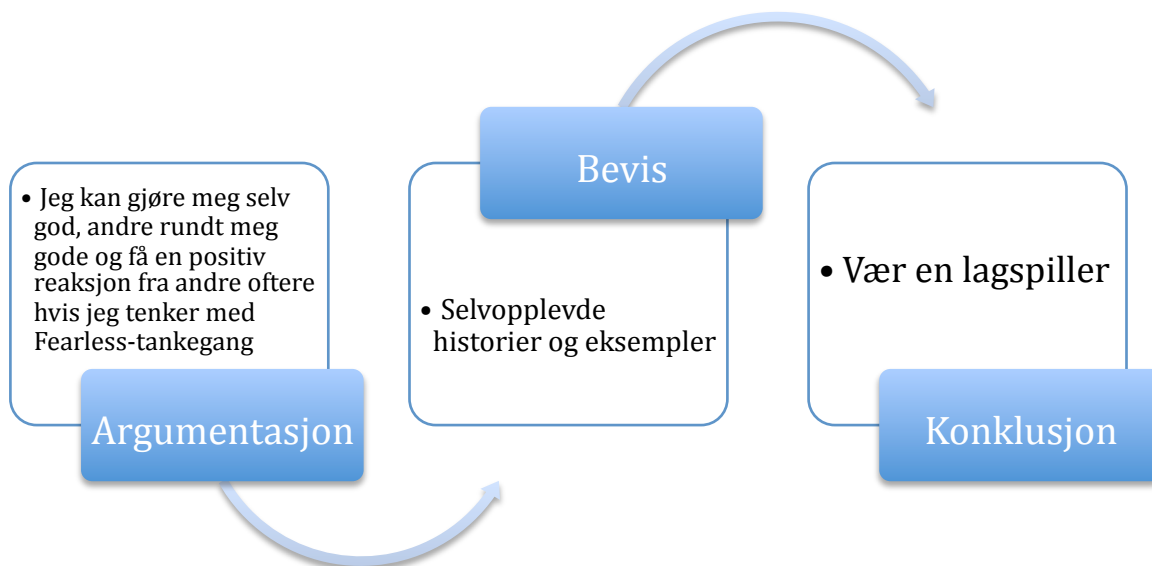 • Jeg kan gjøre meg selv
god, andre rundt meg
gode og få en positiv
reaksjon fra andre oftere
hvis jeg tenker med
Fearless-tankegang
Argumentasjon
Bevis
• Selvopplevde
historier og eksempler
• Vær en lagspiller
Konklusjon